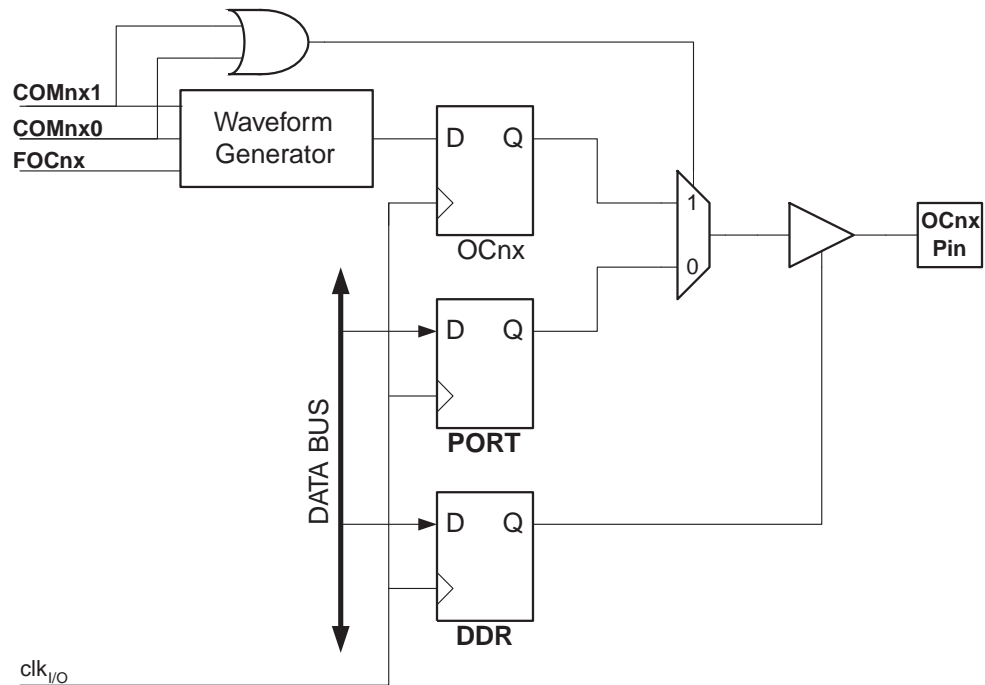 COMnx1
COMnx0
FOCnx
Waveform
Generator
D Q
OCnx
1
0
OCnx
Pin
D Q
PORT
DATA BUS
D Q
DDR
clkI/O